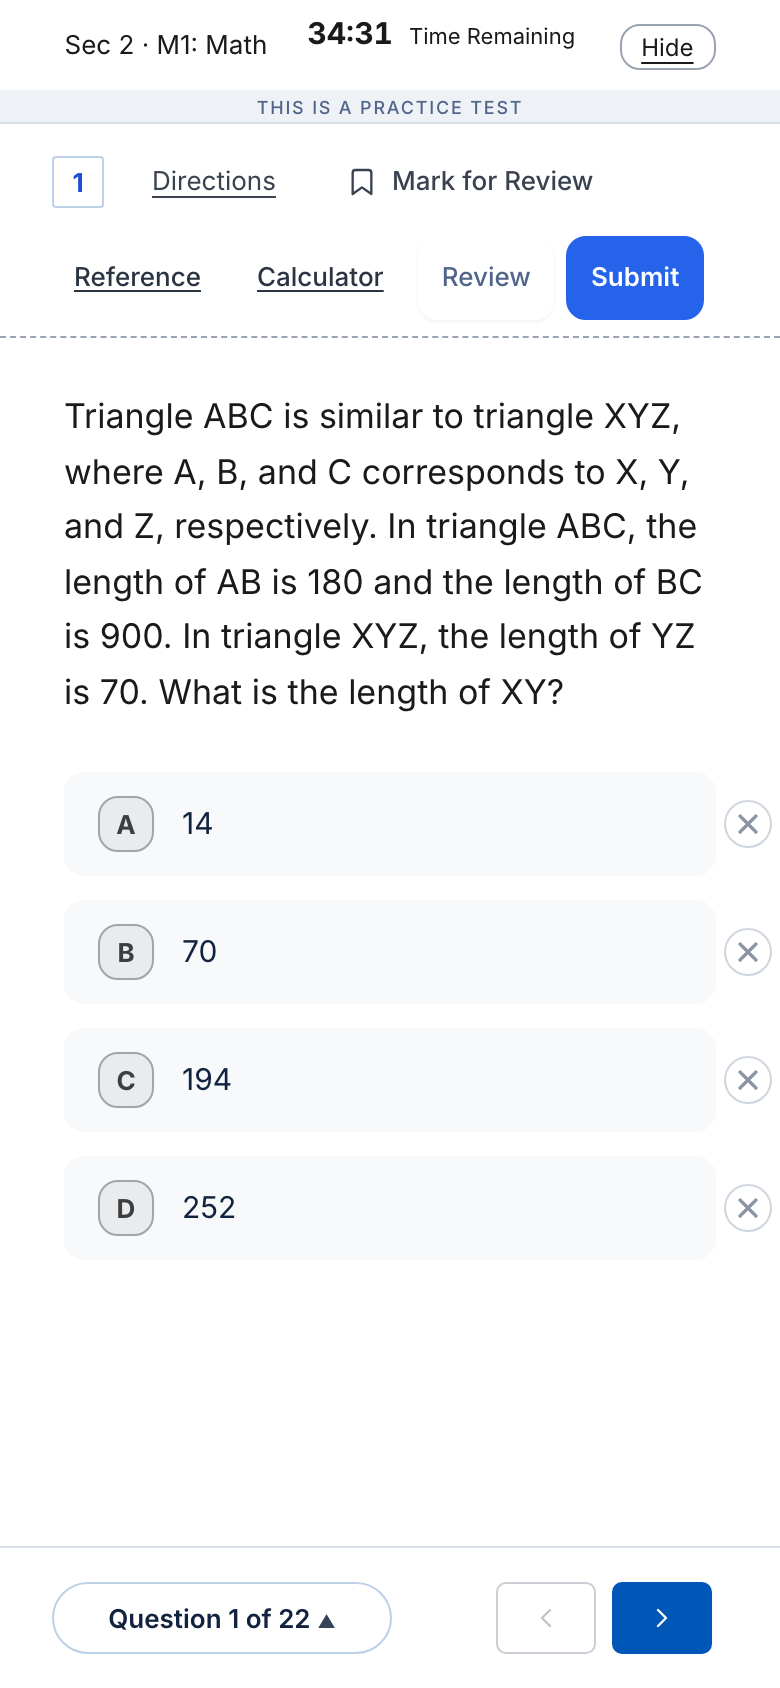 Sec 2 · M1: Math 34:31 Time Remaining Hide
THIS IS A PRACTICE TEST
1 Directions Mark for Review
Reference Calculator Review Submit
Triangle ABC is similar to triangle XYZ,
where A, B, and C corresponds to X, Y,
and Z, respectively. In triangle ABC, the
length of AB is 180 and the length of BC
is 900. In triangle XYZ, the length of YZ
is 70. What is the length of XY?
A 14
B 70
C 194
D 252
Question 1 of 22 ▲